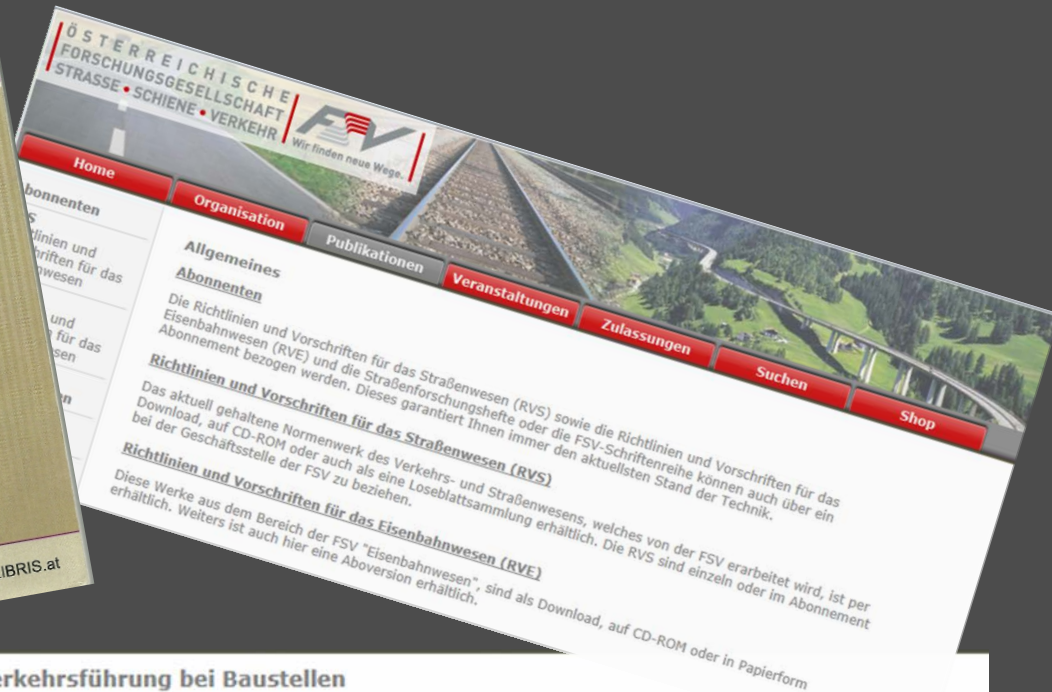 ÖSTERREICHISCHE
FORSCHUNGSGESELLSCHAFT
STRASSE • SCHIENE • VERKEHR
FSV
Wir finden neue Wege.
Home
Organisation
Publikationen
Veranstaltungen
Zulassungen
Suchen
Shop
bonnenten
S
tlinien und
hriften für das
nwesen
und
für das
sen
en
Allgemeines
Abonnenten
Die Richtlinien und Vorschriften für das Straßenwesen (RVS) sowie die Richtlinien und Vorschriften für das
Eisenbahnwesen (RVE) und die Straßenforschungshefte oder die FSV-Schriftenreihe können auch über ein
Abonnement bezogen werden. Dieses garantiert Ihnen immer den aktuellsten Stand der Technik.
Richtlinien und Vorschriften für das Straßenwesen (RVS)
Das aktuell gehaltene Normenwerk des Verkehrs- und Straßenwesens, welches von der FSV erarbeitet wird, ist per
Download, auf CD-ROM oder auch als eine Loseblattsammlung erhältlich. Die RVS sind einzeln oder im Abonnement
bei der Geschäftsstelle der FSV zu beziehen.
Richtlinien und Vorschriften für das Eisenbahnwesen (RVE)
Diese Werke aus dem Bereich der FSV "Eisenbahnwesen", sind als Download, auf CD-ROM oder in Papierform
erhältlich. Weiters ist auch hier eine Aboversion erhältlich.
IBRIS.at
erkehrsführung bei Baustellen